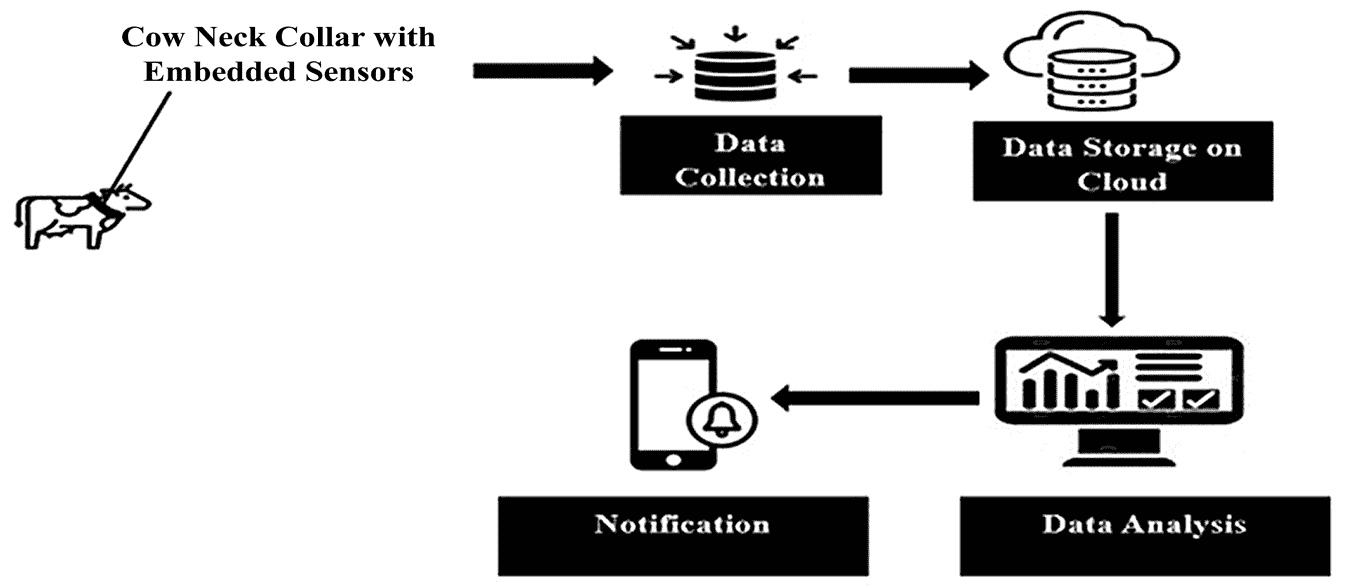 Cow Neck Collar with
Embedded Sensors
Data
Collection
Data Storage on
Cloud
Notification
Data Analysis